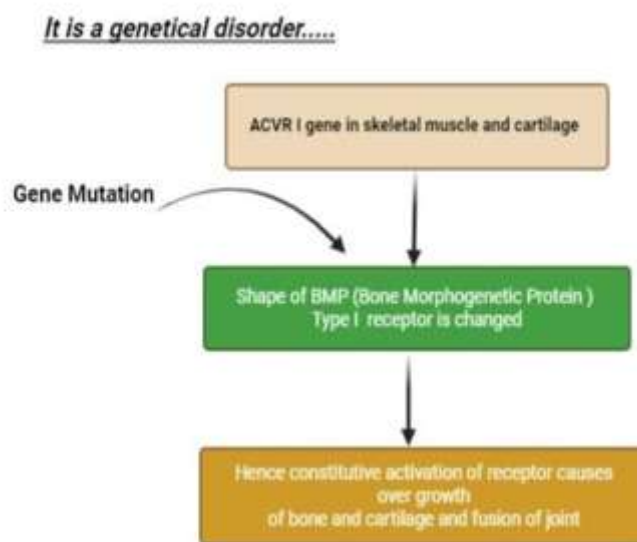 It is a genetical disorder.....
ACVR I gene in skeletal muscle and cartilage
Gene Mutation
Shape of BMP (Bone Morphogenetic Protein )
Type I receptor is changed
Hence constitutive activation of receptor causes
over growth
of bone and cartilage and fusion of joint